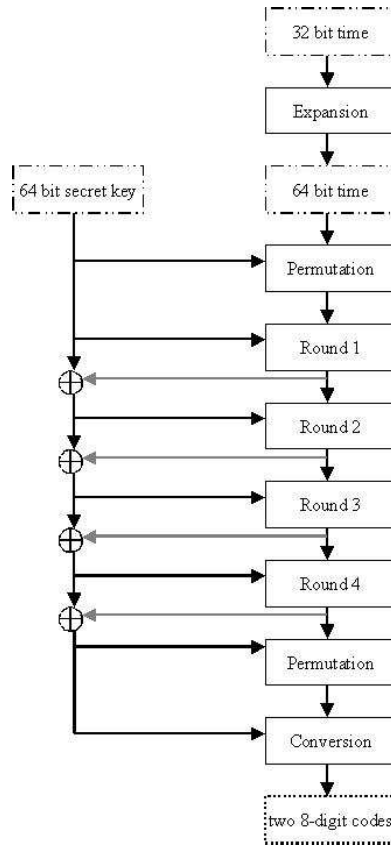 32 bit time
Expansion
64 bit secret key
64 bit time
Permutation
Round 1
Round 2
Round 3
Round 4
Permutation
Conversion
two 8-digit codes